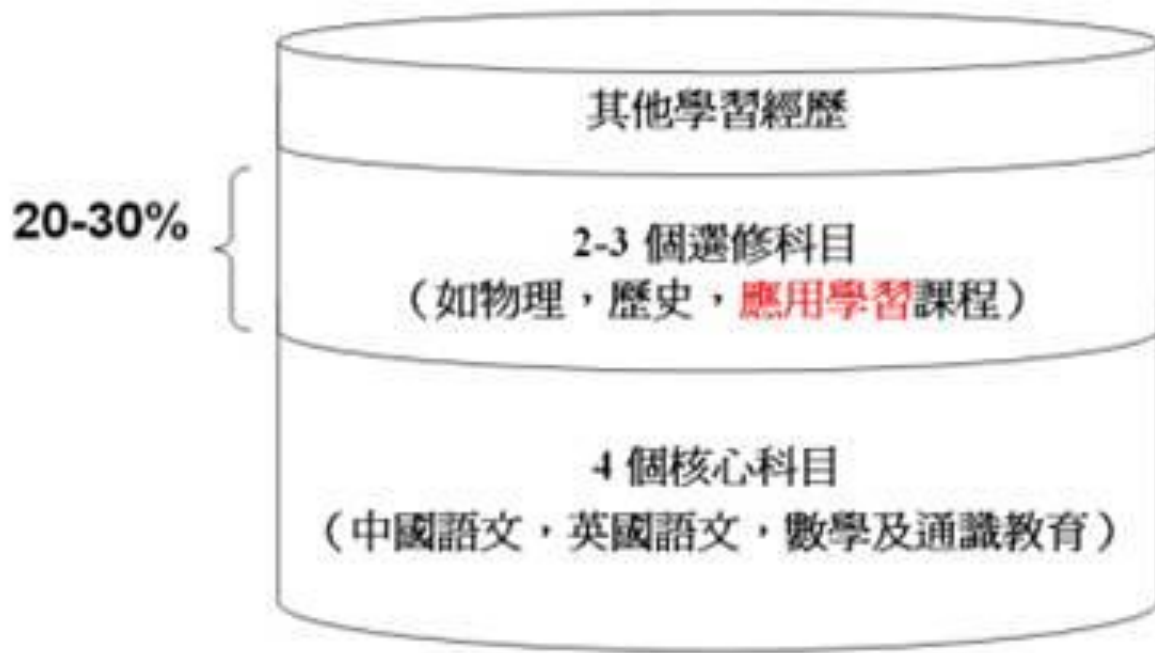 其他學習經歷
20-30%
2-3 個選修科目
（如物理，歷史，應用學習課程）
4 個核心科目
（中國語文，英國語文，數學及通識教育）